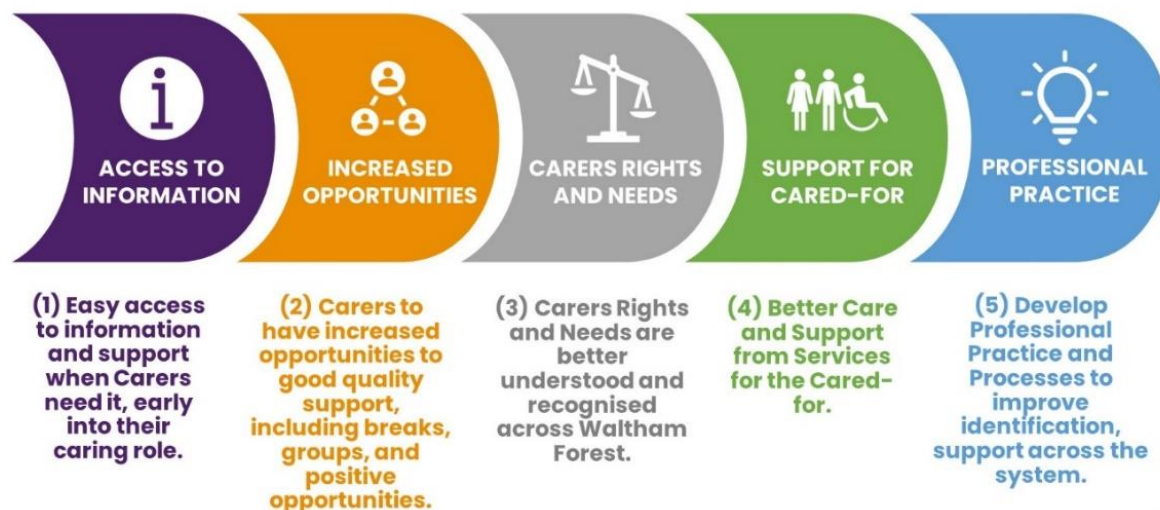 ACCESS TO
INFORMATION
INCREASED
OPPORTUNITIES
CARERS RIGHTS
AND NEEDS
SUPPORT FOR
CARED-FOR
PROFESSIONAL
PRACTICE
(1) Easy access
to information
and support
when Carers
need it, early
into their
caring role.
(2) Carers to
have increased
opportunities to
good quality
support,
including breaks,
groups, and
positive
opportunities.
(3) Carers Rights
and Needs are
better
understood and
recognised
across Waltham
Forest.
(4) Better Care
and Support
from Services
for the Cared-
for.
(5) Develop
Professional
Practice and
Processes to
improve
identification,
support across the
system.